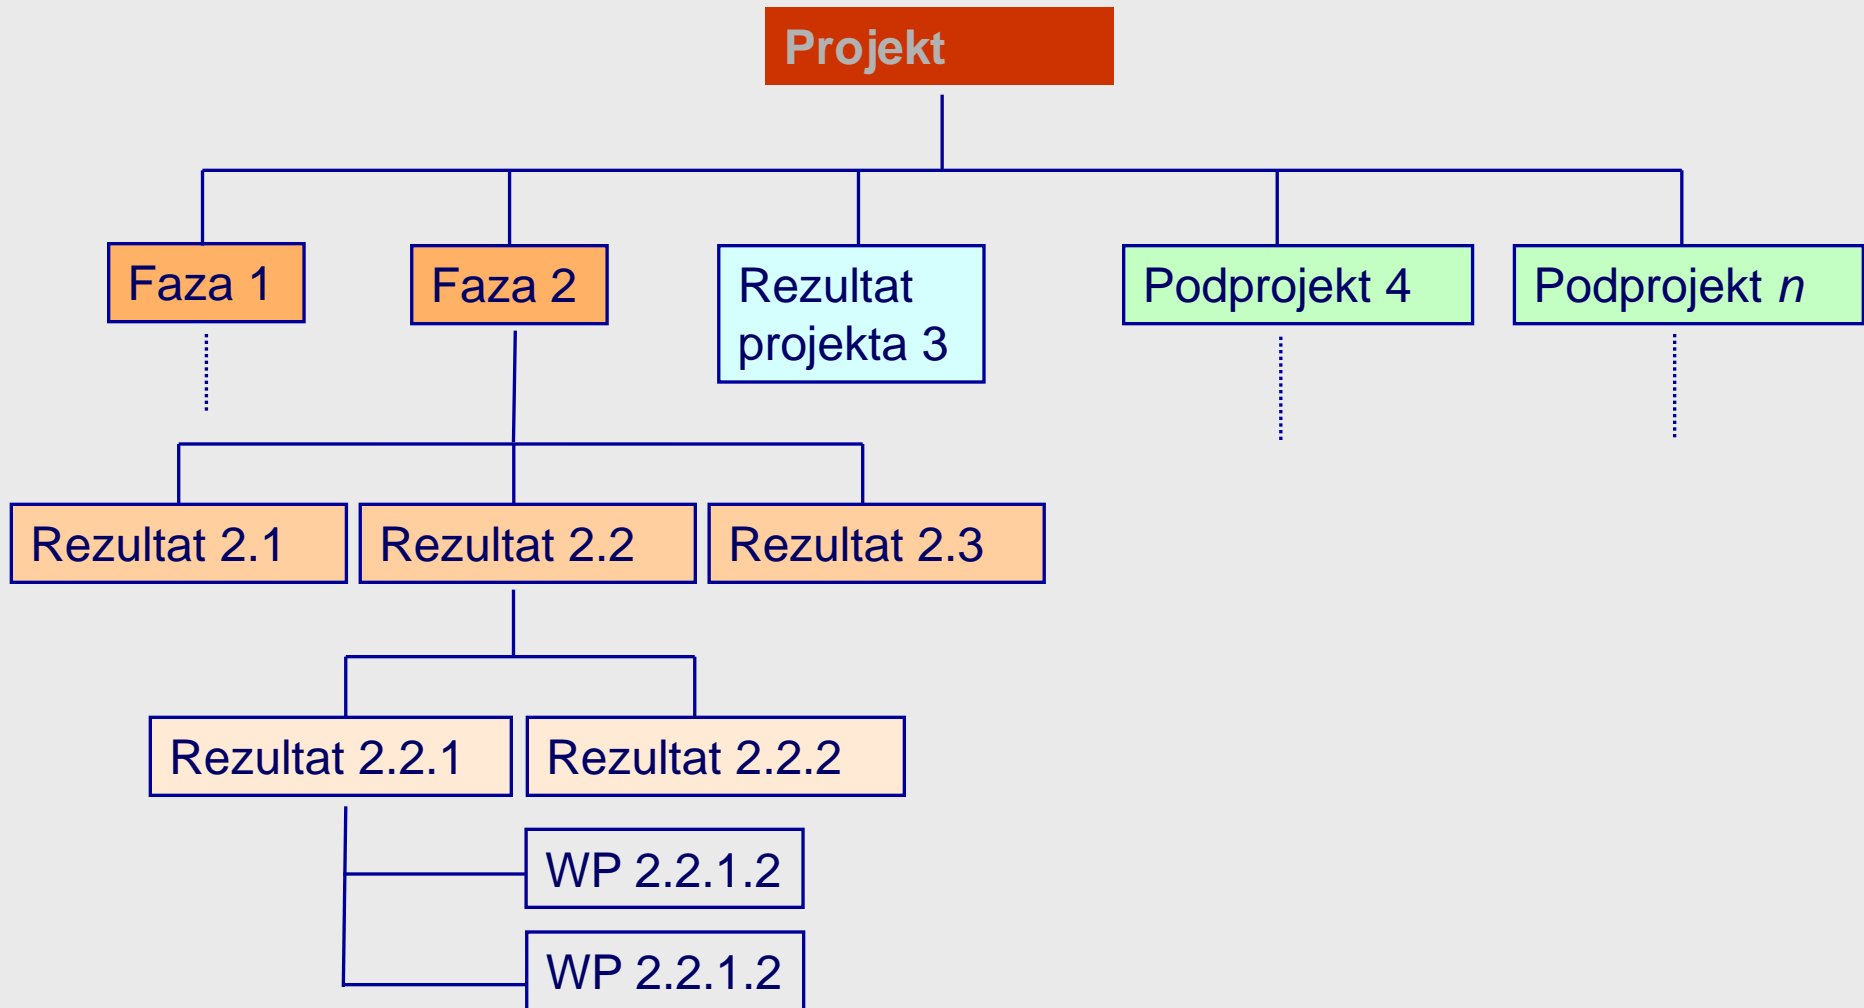 Projekt
Faza 1
Faza 2
Rezultat
projekta 3
Podprojekt 4
Podprojekt n
Rezultat 2.1
Rezultat 2.2
Rezultat 2.3
Rezultat 2.2.1
Rezultat 2.2.2
WP 2.2.1.2
WP 2.2.1.2